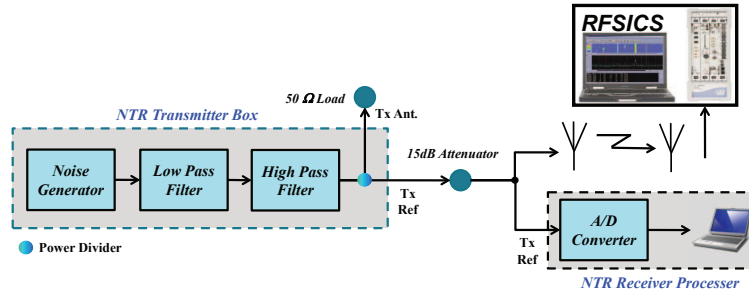 RFSICS
50 Ω Load
Tx Ant.
NTR Transmitter Box
15dB Attenuator
Noise
Generator
Low Pass
Filter
High Pass
Filter
Tx
Ref
Power Divider
A/D
Converter
Tx
Ref
NTR Receiver Processer